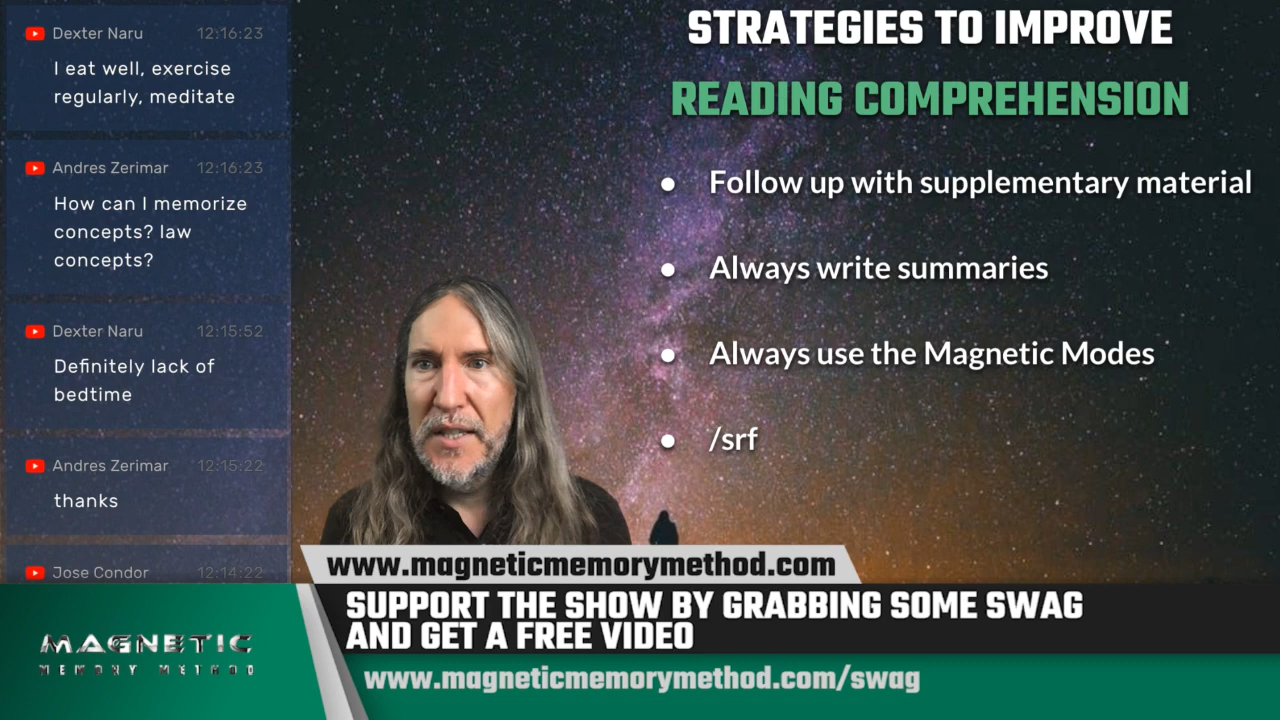 Dexter Naru 12:16:23
I eat well, exercise
regularly, meditate
Andres Zerimar 12:16:23
How can I memorize
concepts? law
concepts?
Dexter Naru 12:15:52
Definitely lack of
bedtime
Andres Zerimar 12:15:22
thanks
Jose Condor 12:14:22
STRATEGIES TO IMPROVE
READING COMPREHENSION
● Follow up with supplementary material
● Always write summaries
● Always use the Magnetic Modes
● /srf
www.magneticmemorymethod.com
SUPPORT THE SHOW BY GRABBING SOME SWAG
AND GET A FREE VIDEO
www.magneticmemorymethod.com/swag
MAGNETIC
MEMORY METHOD